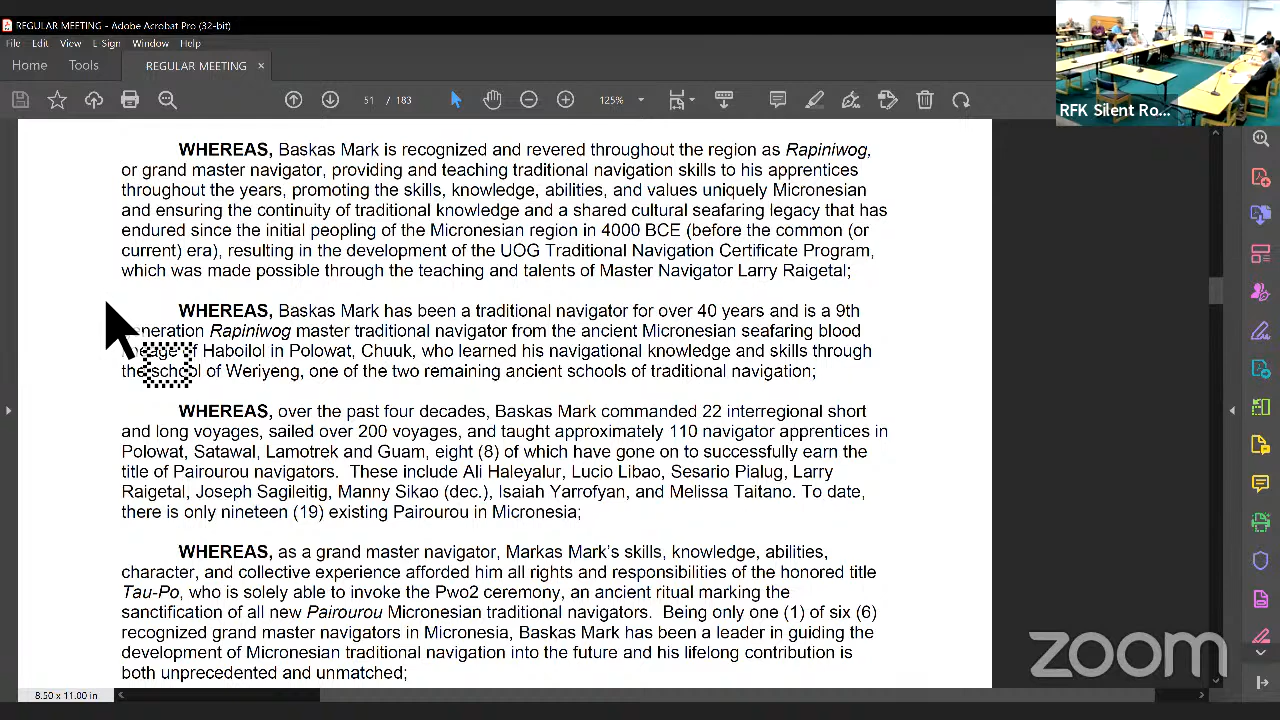 REGULAR MEETING - Adobe Acrobat Pro (32-bit)
File Edit View E-Sign Window Help
Home Tools REGULAR MEETING ×
51 / 183 125%
RFK Silent Ro...
WHEREAS, Baskas Mark is recognized and revered throughout the region as Rapiniwog,
or grand master navigator, providing and teaching traditional navigation skills to his apprentices
throughout the years, promoting the skills, knowledge, abilities, and values uniquely Micronesian
and ensuring the continuity of traditional knowledge and a shared cultural seafaring legacy that has
endured since the initial peopling of the Micronesian region in 4000 BCE (before the common (or
current) era), resulting in the development of the UOG Traditional Navigation Certificate Program,
which was made possible through the teaching and talents of Master Navigator Larry Raigetal;
WHEREAS, Baskas Mark has been a traditional navigator for over 40 years and is a 9th
Rapiniwog master traditional navigator from the ancient Micronesian seafaring blood
Haboilol in Polowat, Chuuk, who learned his navigational knowledge and skills through
the school of Weriyeng, one of the two remaining ancient schools of traditional navigation;
WHEREAS, over the past four decades, Baskas Mark commanded 22 interregional short
and long voyages, sailed over 200 voyages, and taught approximately 110 navigator apprentices in
Polowat, Satawal, Lamotrek and Guam, eight (8) of which have gone on to successfully earn the
title of Pairourou navigators. These include Ali Haleyalur, Lucio Libao, Sesario Pialug, Larry
Raigetal, Joseph Sagileitig, Manny Sikao (dec.), Isaiah Yarrofyan, and Melissa Taitano. To date,
there is only nineteen (19) existing Pairourou in Micronesia;
WHEREAS, as a grand master navigator, Markas Mark's skills, knowledge, abilities,
character, and collective experience afforded him all rights and responsibilities of the honored title
Tau-Po, who is solely able to invoke the Pwo2 ceremony, an ancient ritual marking the
sanctification of all new Pairourou Micronesian traditional navigators. Being only one (1) of six (6)
recognized grand master navigators in Micronesia, Baskas Mark has been a leader in guiding the
development of Micronesian traditional navigation into the future and his lifelong contribution is
both unprecedented and unmatched;
zoom
8.50 x 11.00 in